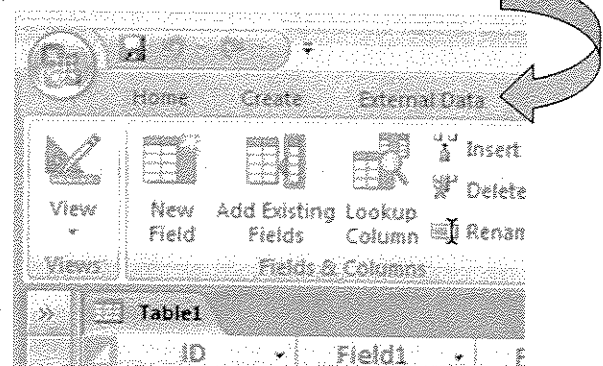 Home Create External Data
View New Field Add Existing Fields Lookup Column Insert
Delete
Renam
Views Fields & Columns
Table1
ID Field1 F